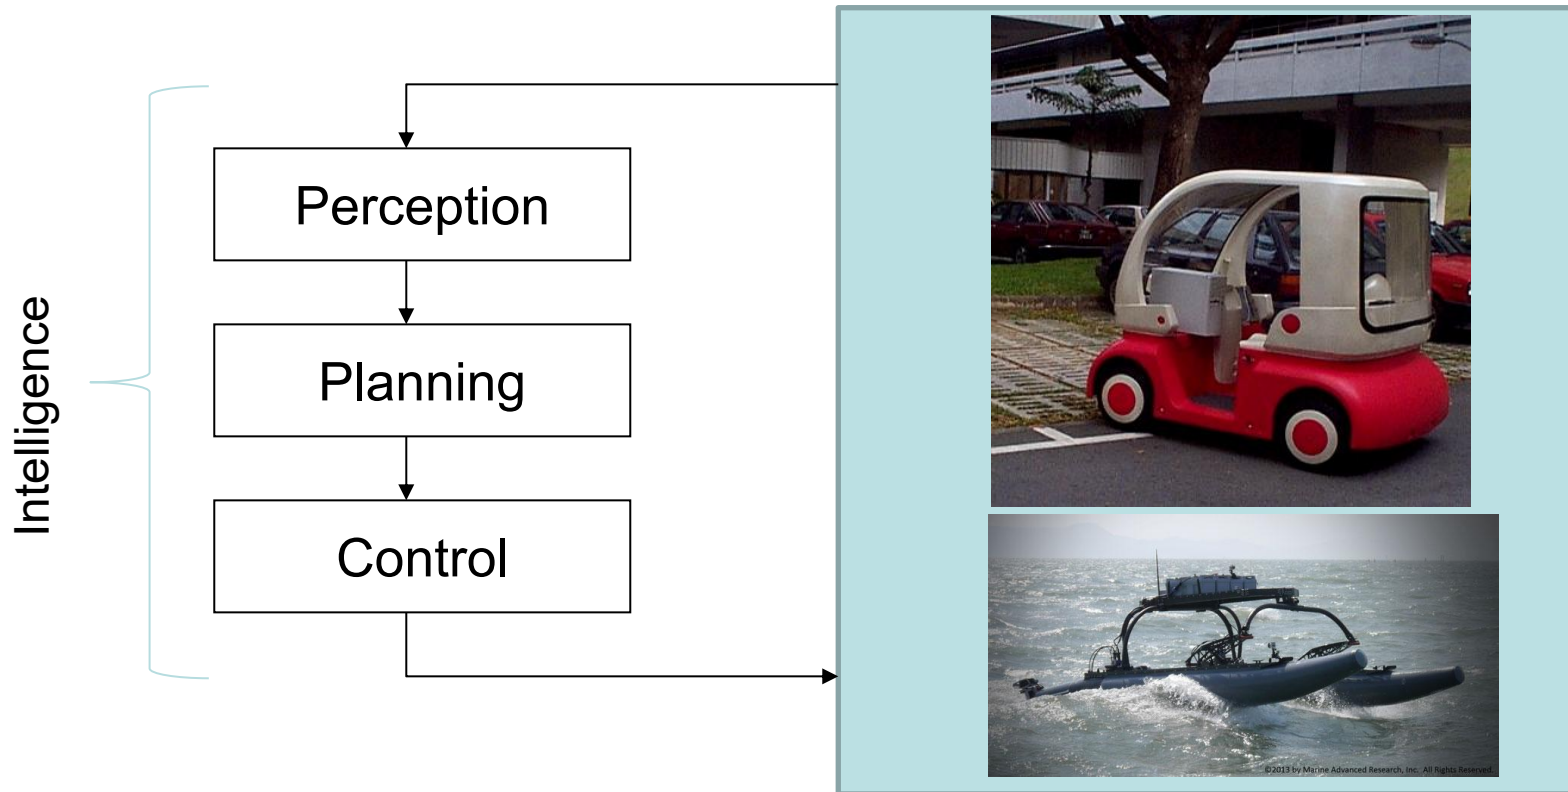 Intelligence
Perception
Planning
Control
©2013 by Marine Advanced Research, Inc. All Rights Reserved